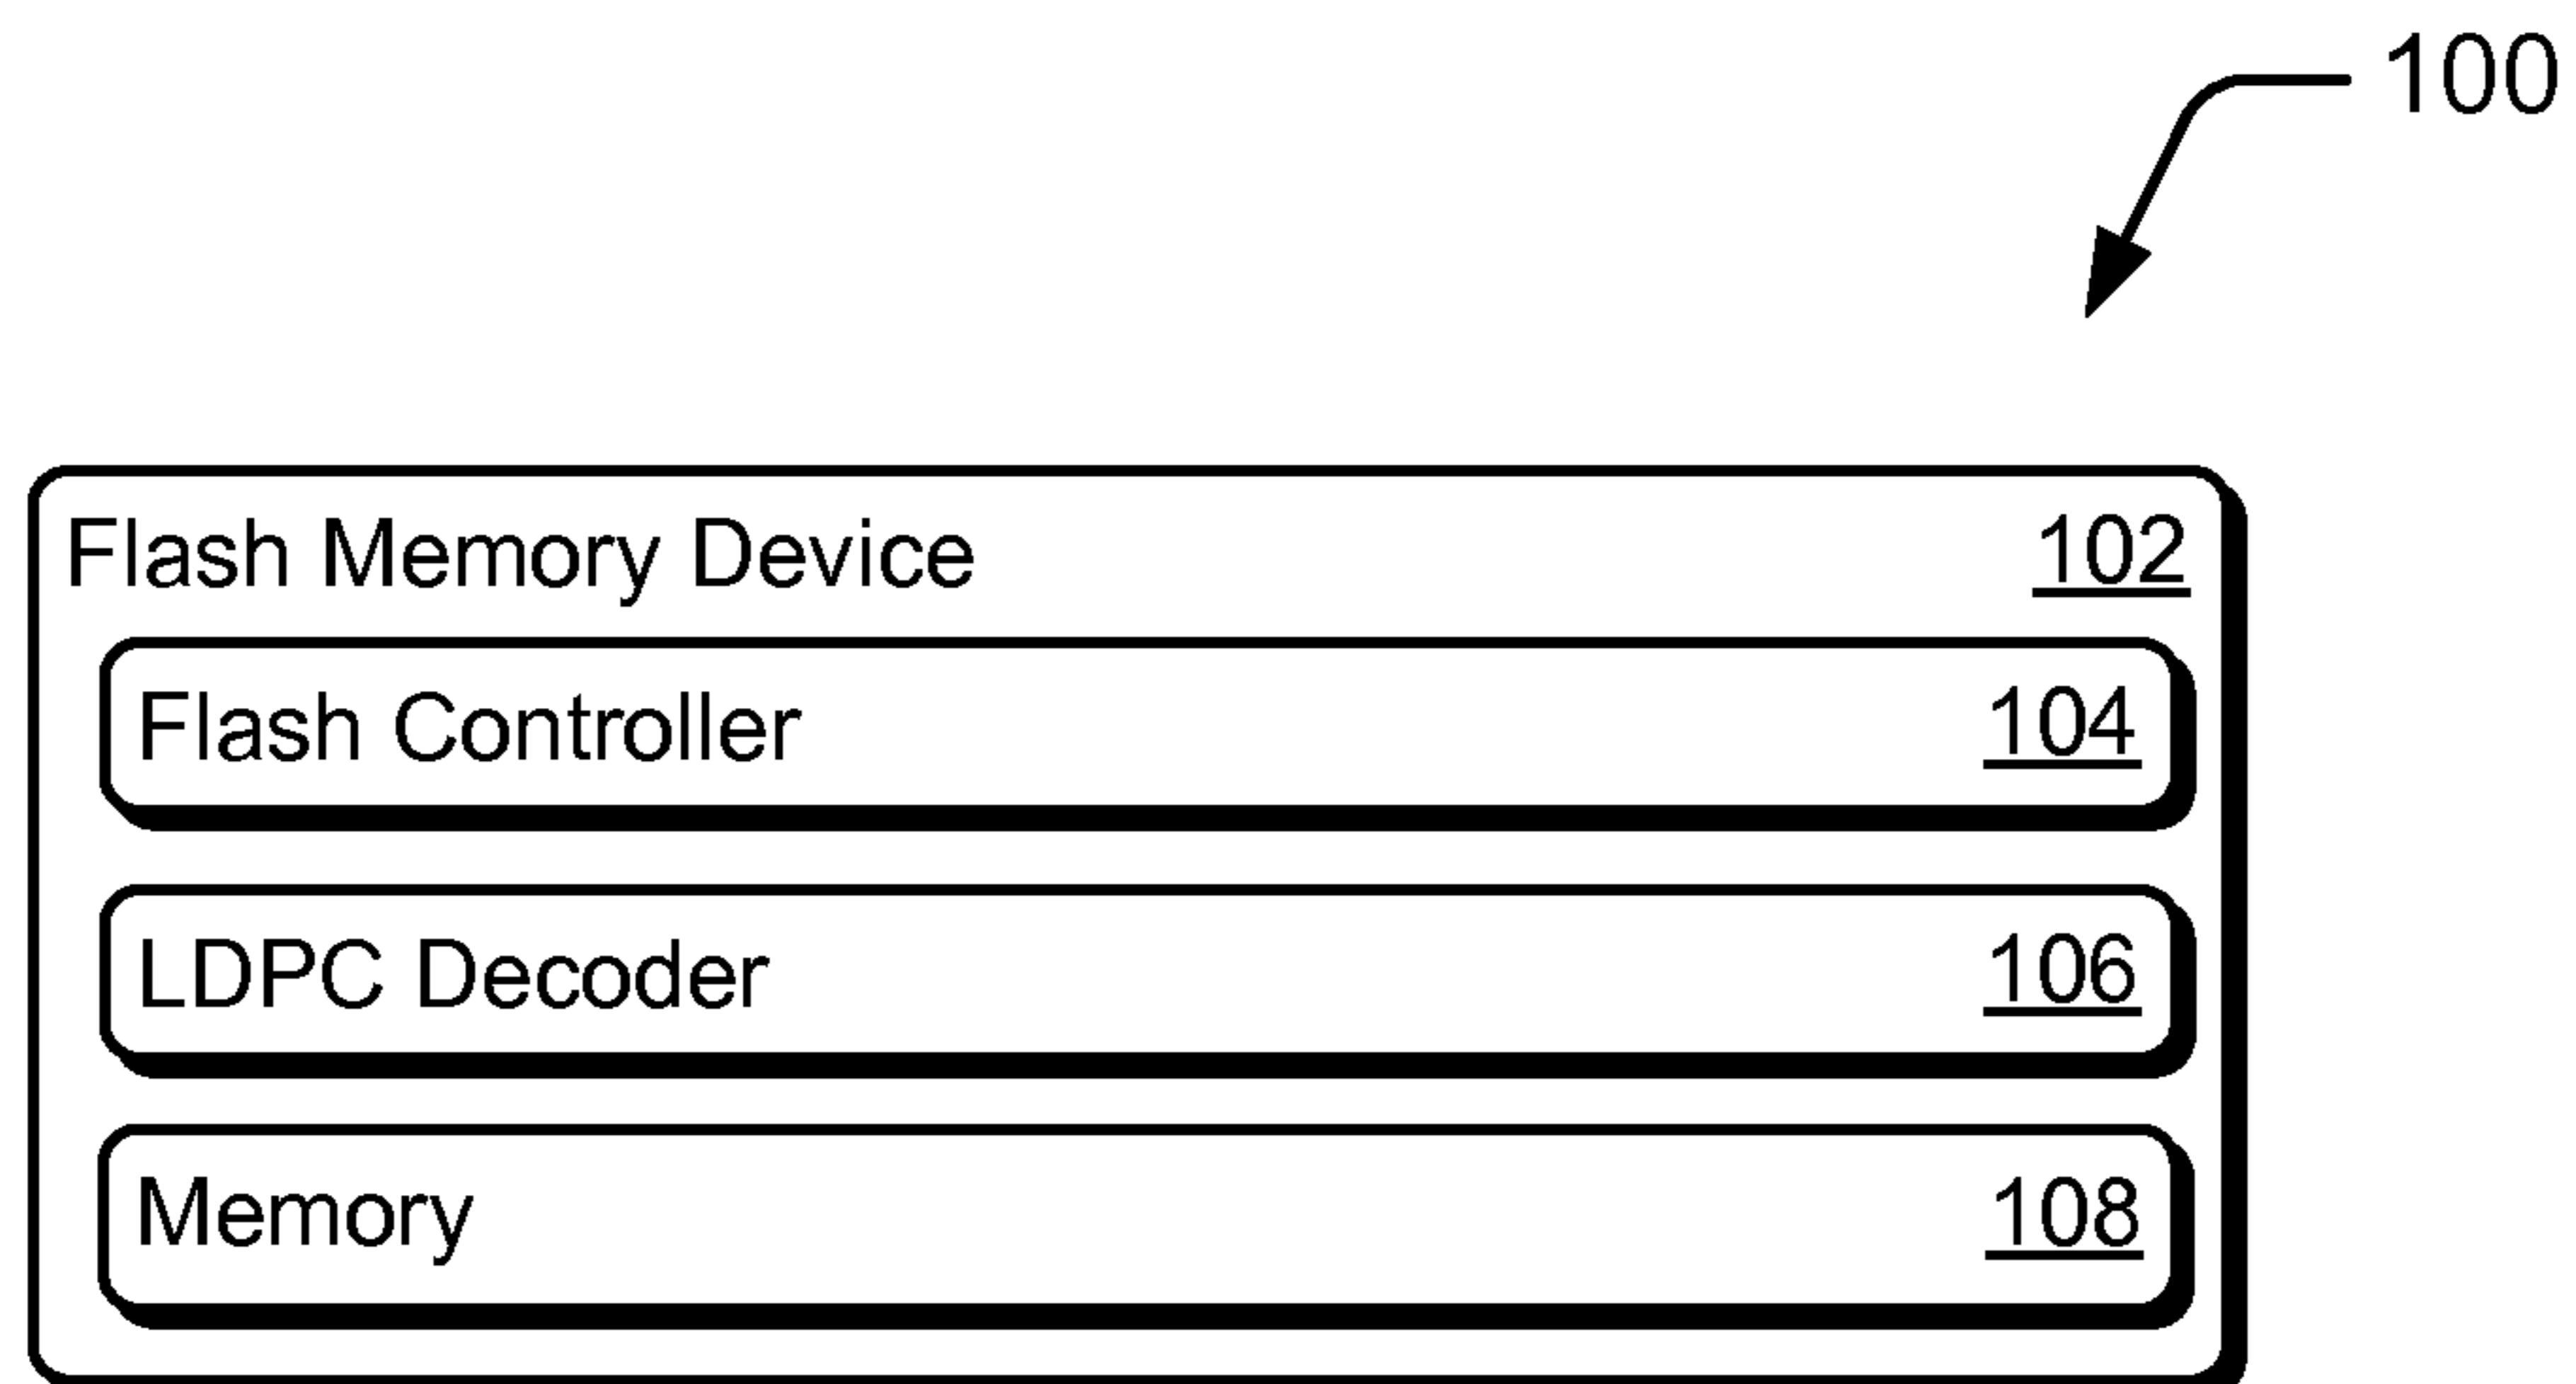 100
Flash Memory Device 102
Flash Controller 104
LDPC Decoder 106
Memory 108